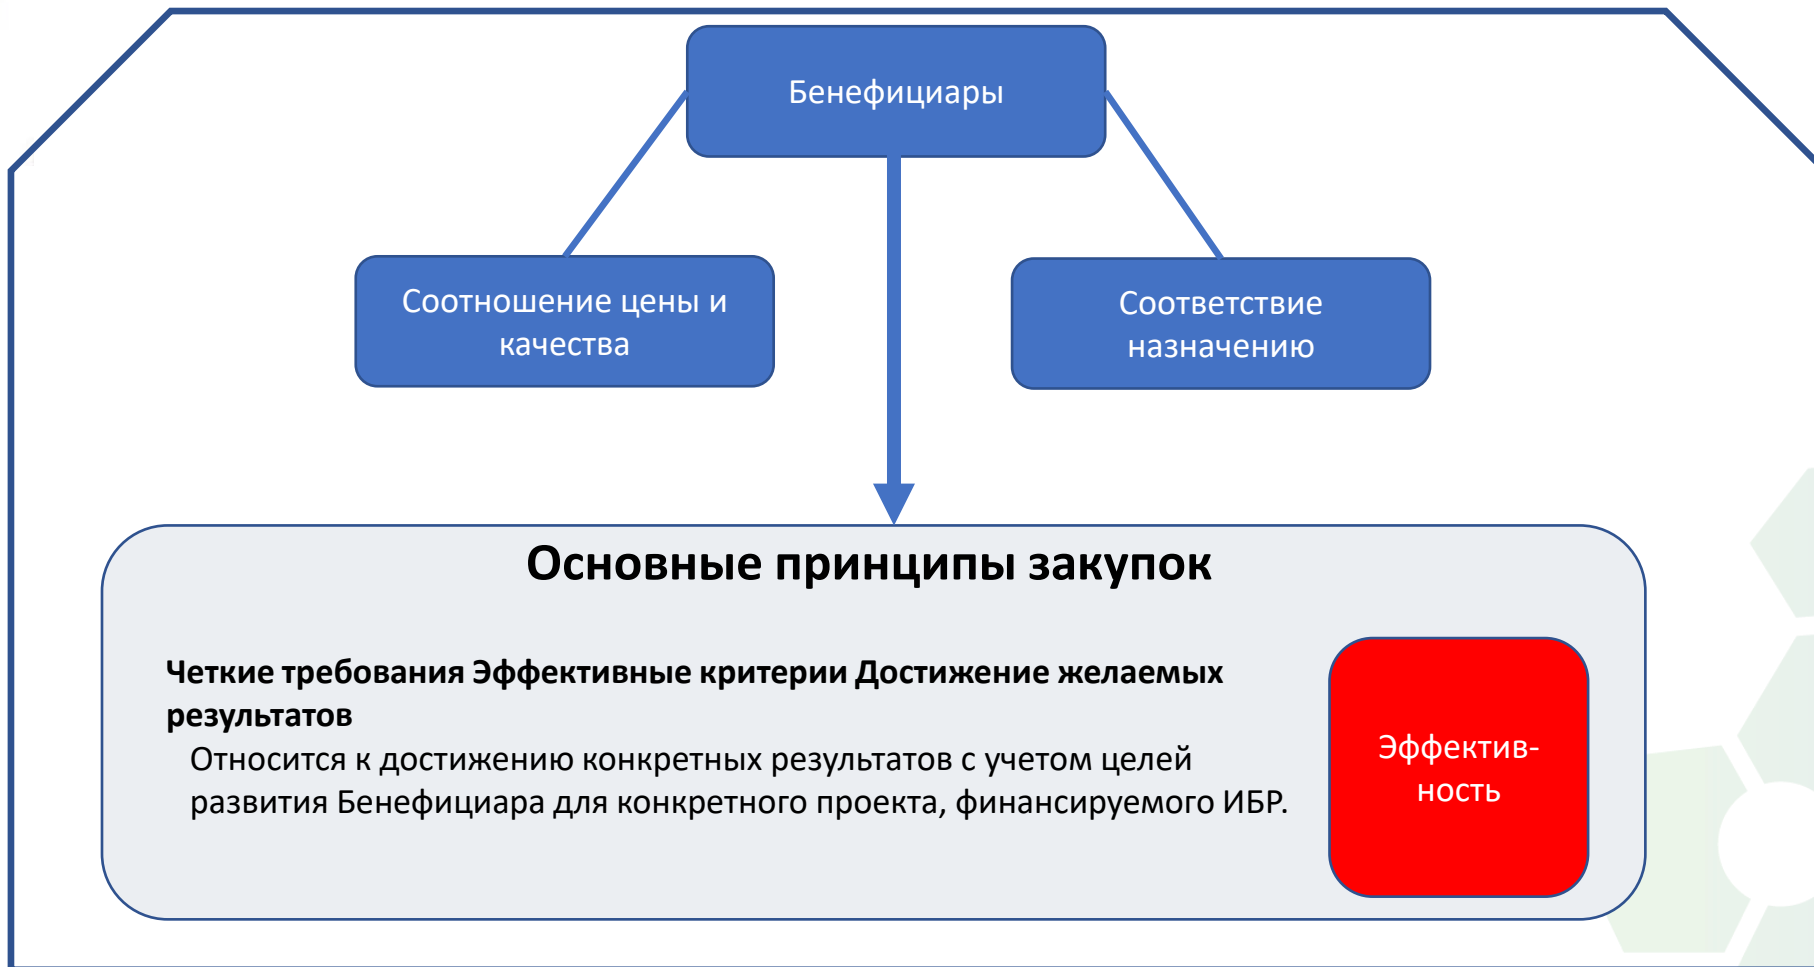 Бенефициары
Соотношение цены и
качества
Соответствие
назначению
Основные принципы закупок
Четкие требования Эффективные критерии Достижение желаемых
результатов
Относится к достижению конкретных результатов с учетом целей
развития Бенефициара для конкретного проекта, финансируемого ИБР.
Эффектив-
ность